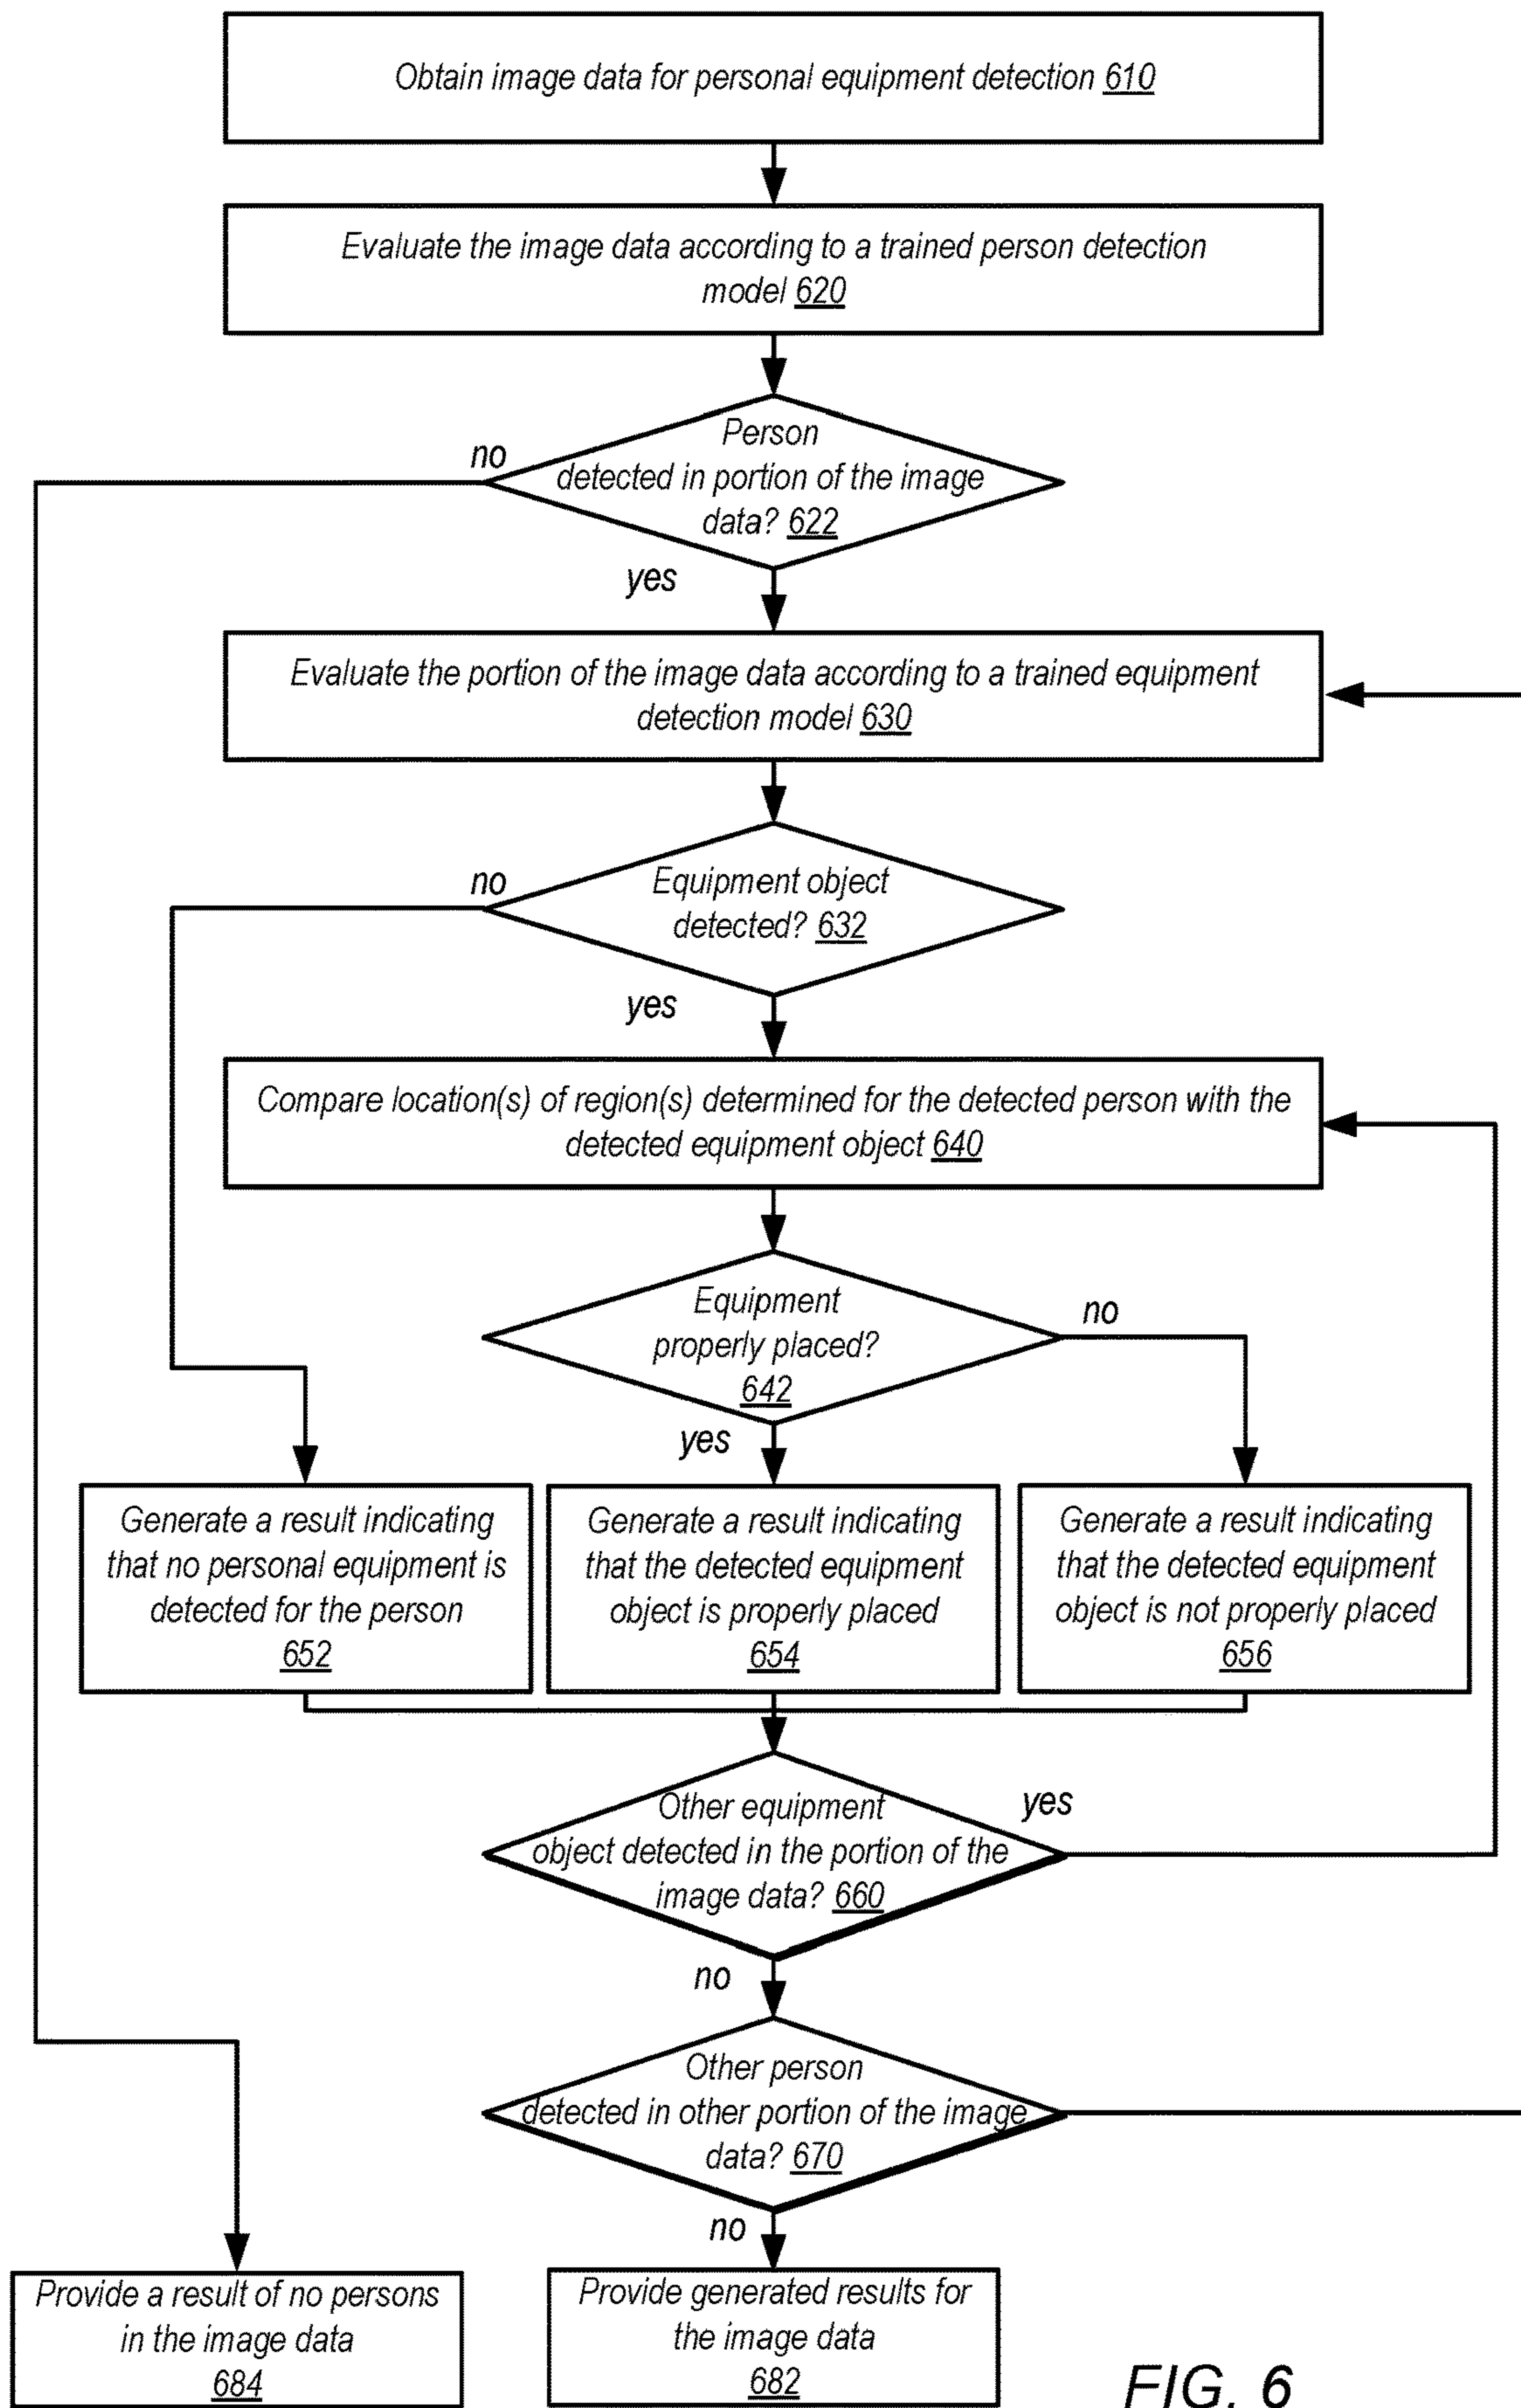 Obtain image data for personal equipment detection 610
Evaluate the image data according to a trained person detection
model 620
Person
detected in portion of the image
data? 622
no
yes
Evaluate the portion of the image data according to a trained equipment
detection model 630
Equipment object
detected? 632
no
yes
Compare location(s) of region(s) determined for the detected person with the
detected equipment object 640
Equipment
properly placed?
642
no
yes
Generate a result indicating
that no personal equipment is
detected for the person
652
Generate a result indicating
that the detected equipment
object is properly placed
654
Generate a result indicating
that the detected equipment
object is not properly placed
656
Other equipment
object detected in the portion of the
image data? 660
yes
no
Other person
detected in other portion of the image
data? 670
no
Provide a result of no persons
in the image data
684
Provide generated results for
the image data
682
FIG. 6